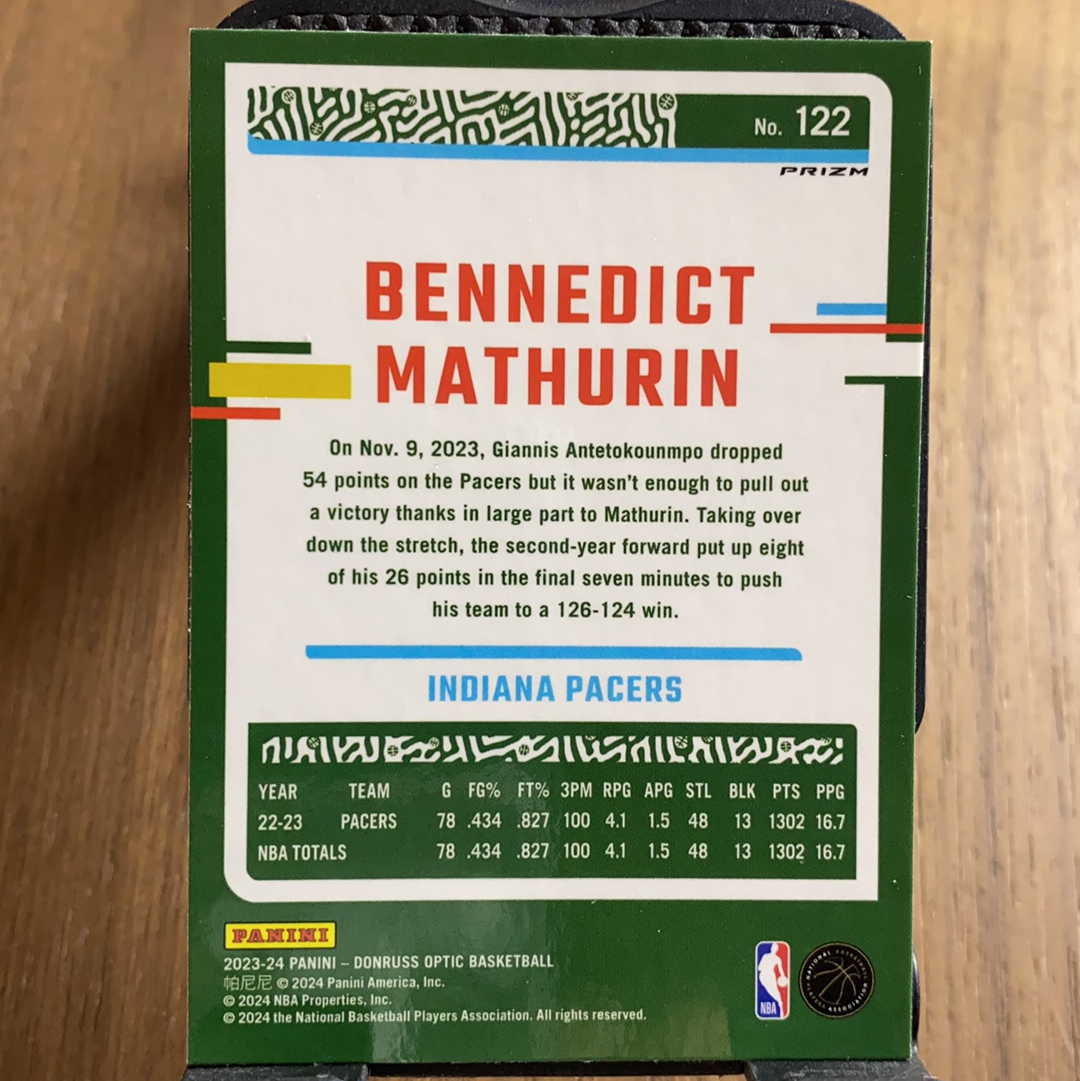 No. 122
PRIZM
BENNEDICT
MATHURIN
On Nov. 9, 2023, Giannis Antetokounmpo dropped
54 points on the Pacers but it wasn't enough to pull out
a victory thanks in large part to Mathurin. Taking over
down the stretch, the second-year forward put up eight
of his 26 points in the final seven minutes to push
his team to a 126-124 win.
INDIANA PACERS
YEAR TEAM G FG% FT% 3PM RPG APG STL BLK PTS PPG
22-23 PACERS 78 .434 .827 100 4.1 1.5 48 13 1302 16.7
NBA TOTALS 78 .434 .827 100 4.1 1.5 48 13 1302 16.7
PANINI
2023-24 PANINI – DONRUSS OPTIC BASKETBALL
帕尼尼 © 2024 Panini America, Inc.
© 2024 NBA Properties, Inc.
© 2024 the National Basketball Players Association. All rights reserved.
NBA
NATIONAL BASKETBALL
PLAYERS ASSOCIATION